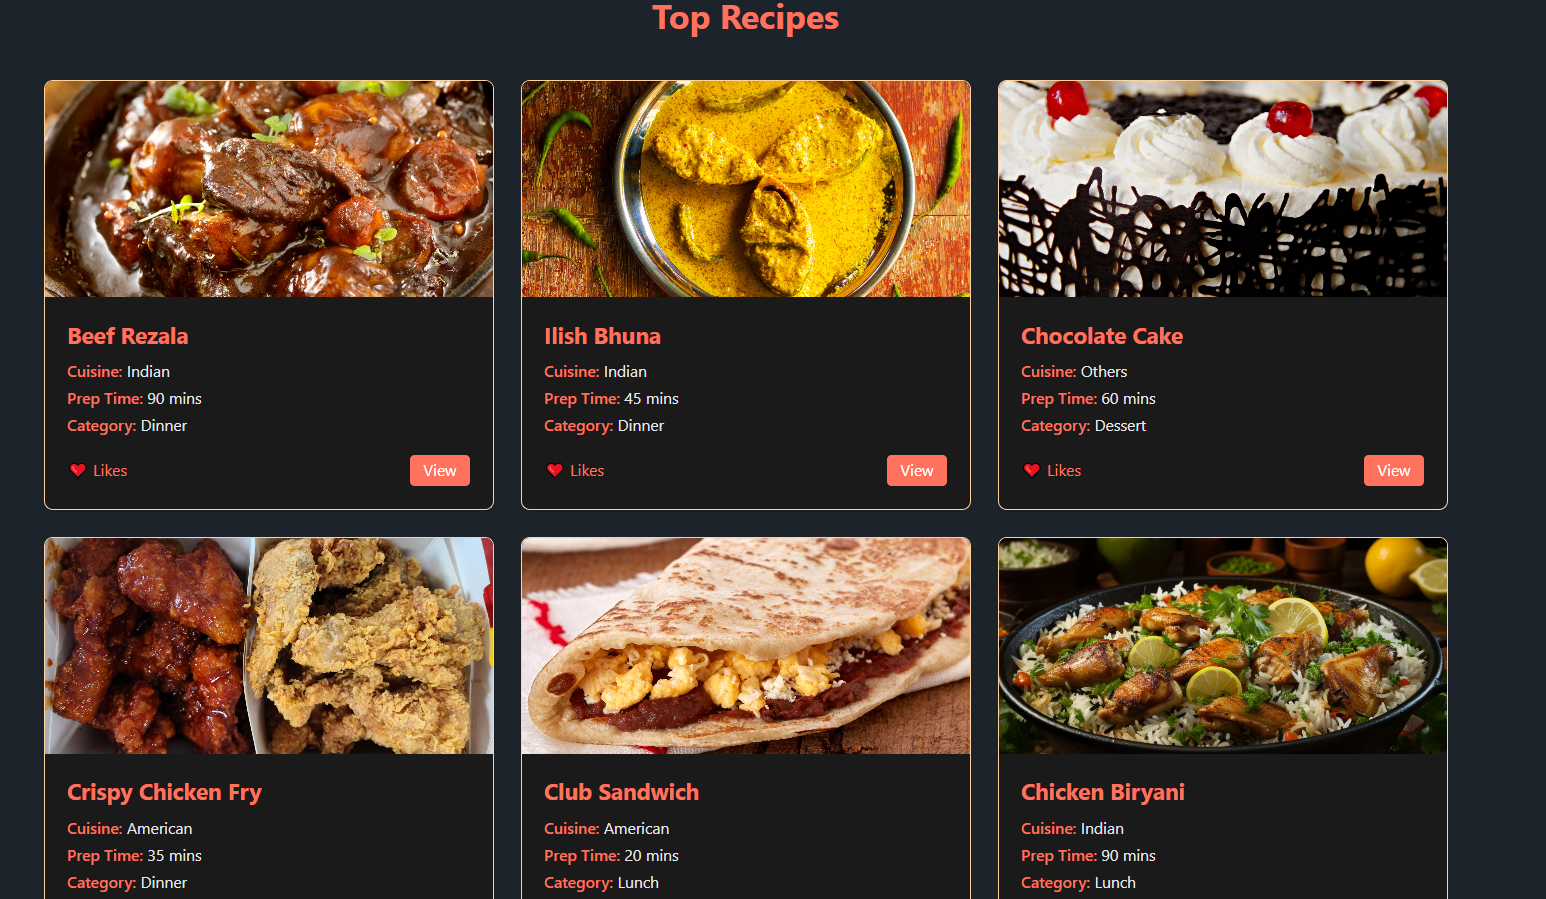 Top Recipes
Beef Rezala
Cuisine: Indian
Prep Time: 90 mins
Category: Dinner
Likes
View
Ilish Bhuna
Cuisine: Indian
Prep Time: 45 mins
Category: Dinner
Likes
View
Chocolate Cake
Cuisine: Others
Prep Time: 60 mins
Category: Dessert
Likes
View
Crispy Chicken Fry
Cuisine: American
Prep Time: 35 mins
Category: Dinner
Club Sandwich
Cuisine: American
Prep Time: 20 mins
Category: Lunch
Chicken Biryani
Cuisine: Indian
Prep Time: 90 mins
Category: Lunch